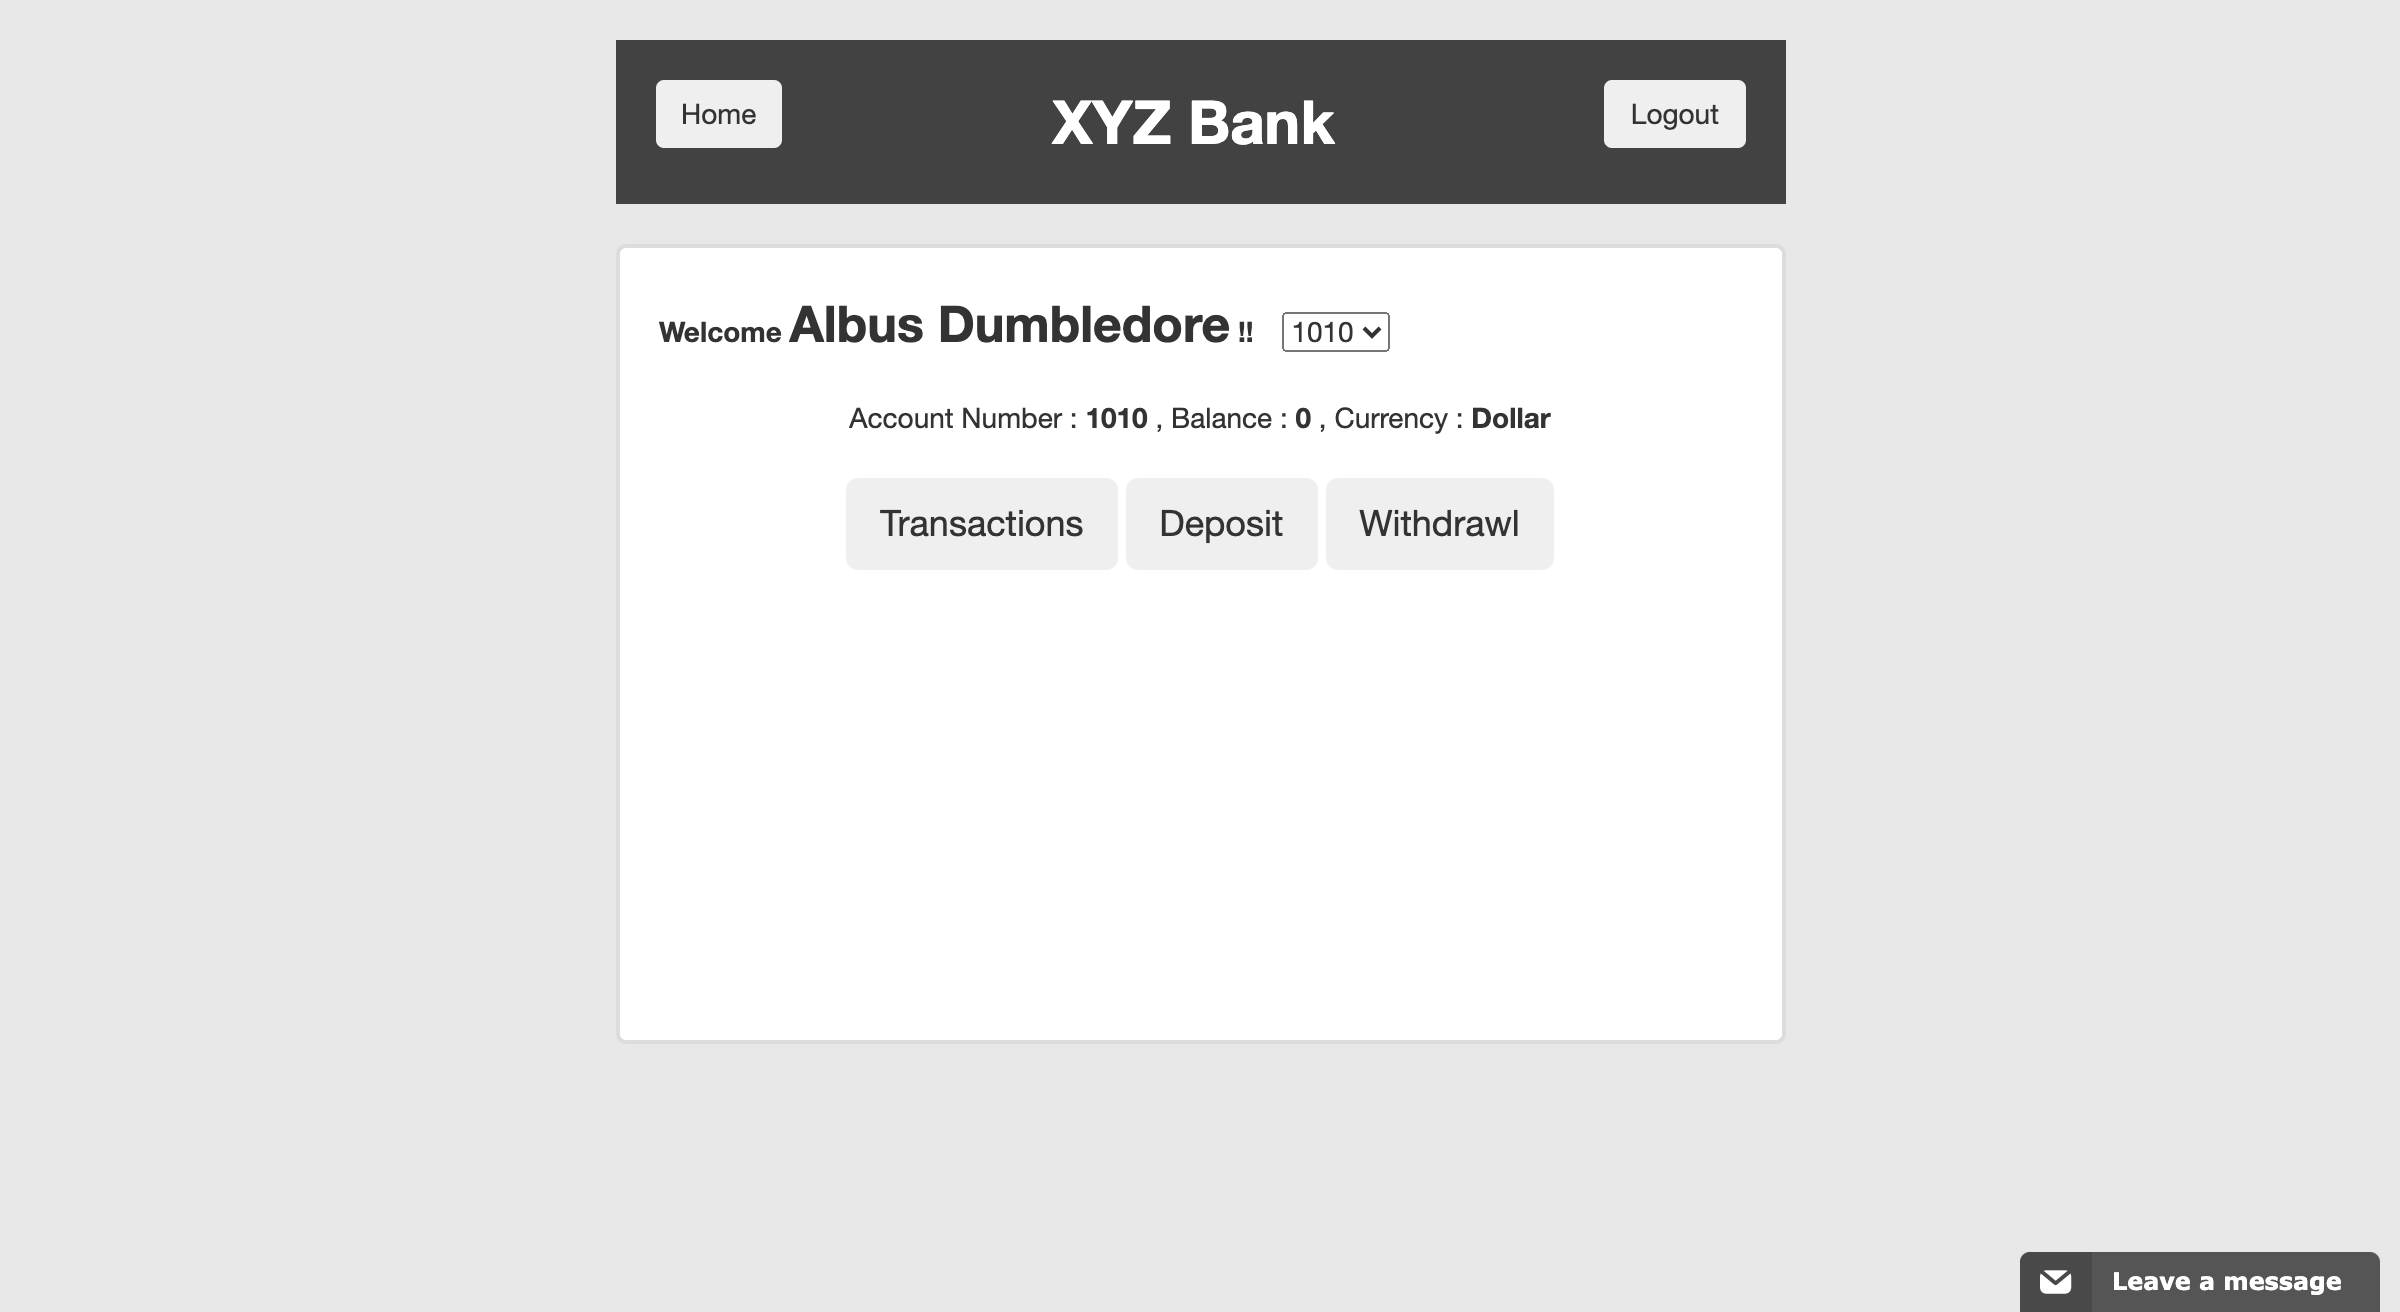 Home XYZ Bank Logout
Welcome Albus Dumbledore !! 1010
Account Number : 1010 , Balance : 0 , Currency : Dollar
Transactions Deposit Withdrawl
Leave a message